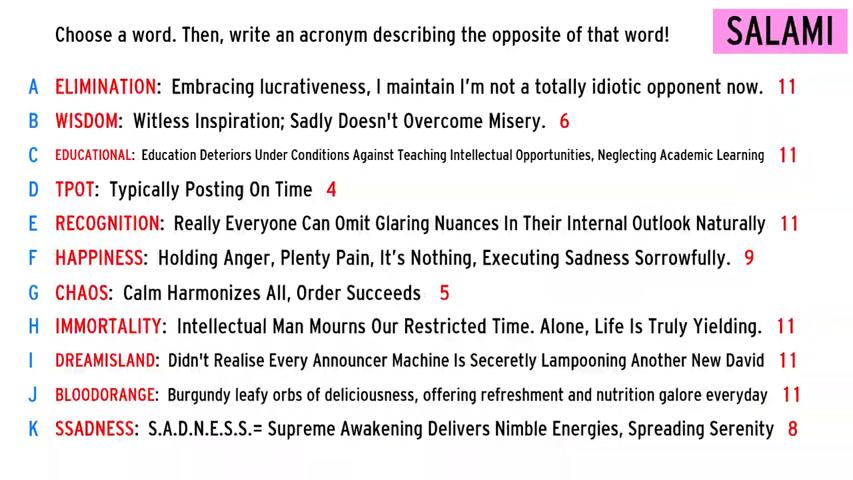 Choose a word. Then, write an acronym describing the opposite of that word!
SALAMI
A ELIMINATION: Embracing lucrativeness, I maintain I'm not a totally idiotic opponent now. 11
B WISDOM: Witless Inspiration; Sadly Doesn't Overcome Misery. 6
C EDUCATIONAL: Education Deteriors Under Conditions Against Teaching Intellectual Opportunities, Neglecting Academic Learning 11
D TPOT: Typically Posting On Time 4
E RECOGNITION: Really Everyone Can Omit Glaring Nuances In Their Internal Outlook Naturally 11
F HAPPINESS: Holding Anger, Plenty Pain, It's Nothing, Executing Sadness Sorrowfully. 9
G CHAOS: Calm Harmonizes All, Order Succeeds 5
H IMMORTALITY: Intellectual Man Mourns Our Restricted Time. Alone, Life Is Truly Yielding. 11
I DREAMISLAND: Didn't Realise Every Announcer Machine Is Seceretly Lampooning Another New David 11
J BLOODORANGE: Burgundy leafy orbs of deliciousness, offering refreshment and nutrition galore everyday 11
K SSADNESS: S.A.D.N.E.S.S.= Supreme Awakening Delivers Nimble Energies, Spreading Serenity 8